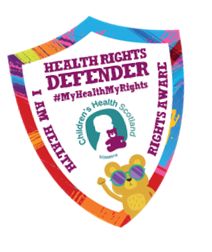 HEALTH RIGHTS
DEFENDER
#MyHealthMyRights
I AM HEALTH
RIGHTS AWARE
Children's Health Scotland